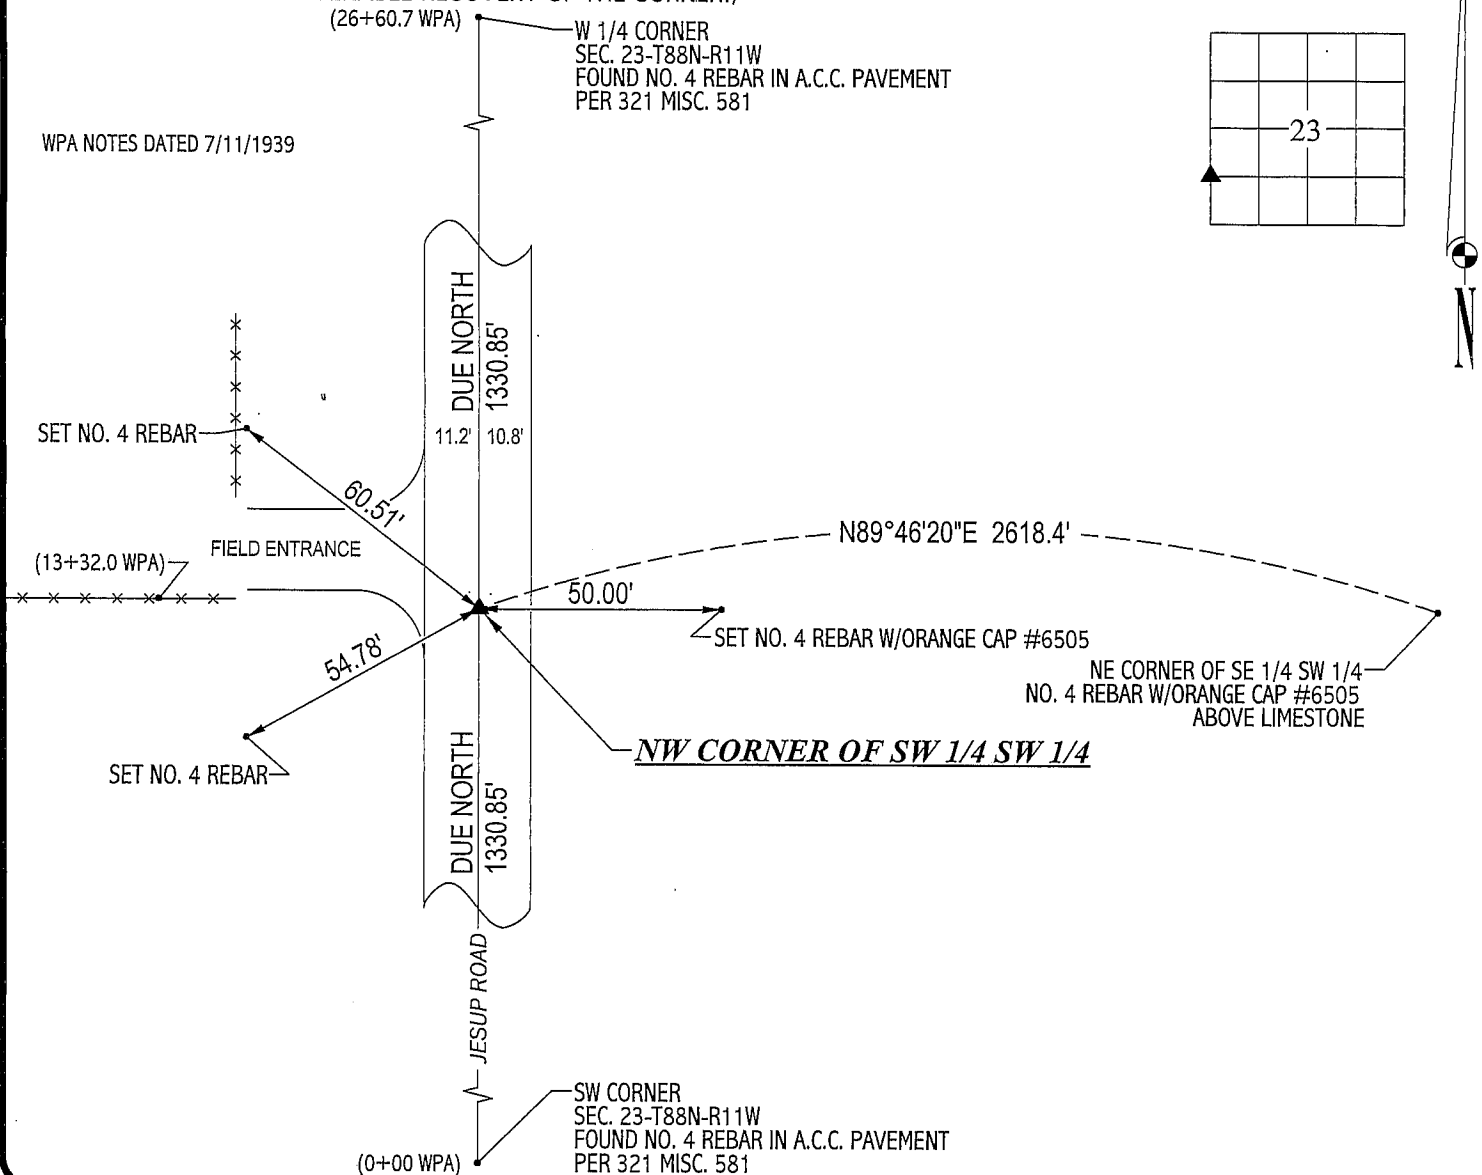 (26+60.7 WPA)
W 1/4 CORNER
SEC. 23-T88N-R11W
FOUND NO. 4 REBAR IN A.C.C. PAVEMENT
PER 321 MISC. 581
WPA NOTES DATED 7/11/1939
23
N
DUE NORTH
1330.85'
11.2' 10.8'
SET NO. 4 REBAR
60.51'
FIELD ENTRANCE
(13+32.0 WPA)
N89°46'20"E 2618.4'
50.00'
SET NO. 4 REBAR W/ORANGE CAP #6505
54.78'
NE CORNER OF SE 1/4 SW 1/4
NO. 4 REBAR W/ORANGE CAP #6505
ABOVE LIMESTONE
NW CORNER OF SW 1/4 SW 1/4
SET NO. 4 REBAR
DUE NORTH
1330.85'
JESUP ROAD
SW CORNER
SEC. 23-T88N-R11W
FOUND NO. 4 REBAR IN A.C.C. PAVEMENT
PER 321 MISC. 581
(0+00 WPA)